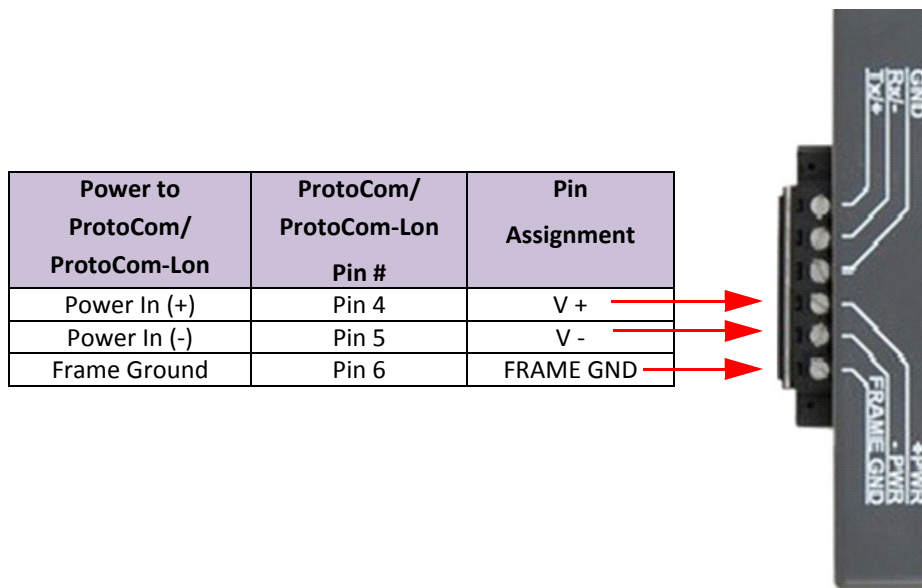 Power to
ProtoCom/
ProtoCom-Lon
ProtoCom/
ProtoCom-Lon
Pin #
Pin
Assignment
Power In (+) Pin 4 V +
Power In (-) Pin 5 V -
Frame Ground Pin 6 FRAME GND
Tx/+
Rx/-
GND
FRAME GND
- PWR
+PWR